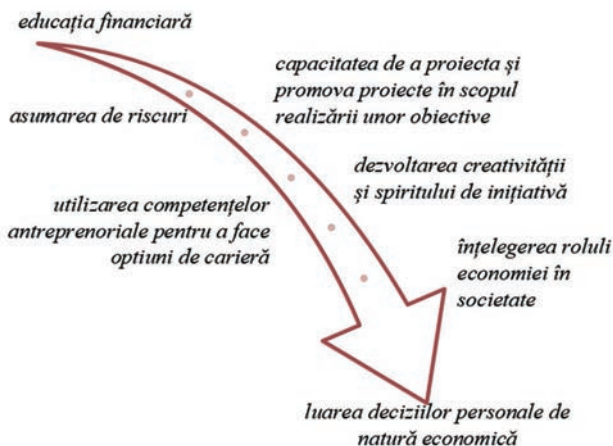 educația financiară
capacitatea de a proiecta și
promova proiecte în scopul
realizării unor obiective
asumarea de riscuri
dezvoltarea creativității
și spiritului de inițiativă
utilizarea competențelor
antreprenoriale pentru a face
optiuni de carieră
înțelegerea roluli
economiei în
societate
luarea deciziilor personale de
natură economică